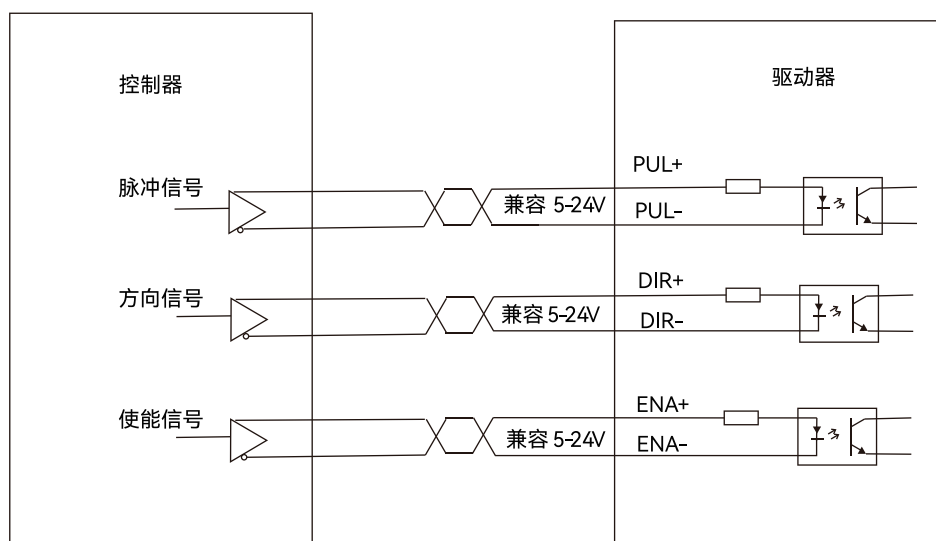 控制器
驱动器
脉冲信号
PUL+
兼容 5-24V
PUL-
方向信号
DIR+
兼容 5-24V
DIR-
使能信号
ENA+
兼容 5-24V
ENA-